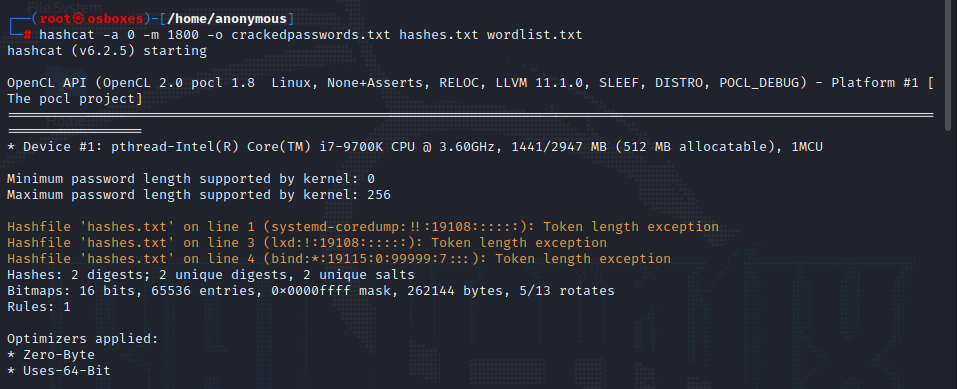 ┌──(root㉿osboxes)-[/home/anonymous]
└─# hashcat -a 0 -m 1800 -o crackedpasswords.txt hashes.txt wordlist.txt
hashcat (v6.2.5) starting
OpenCL API (OpenCL 2.0 pocl 1.8  Linux, None+Asserts, RELOC, LLVM 11.1.0, SLEEF, DISTRO, POCL_DEBUG) - Platform #1 [
The pocl project]
* Device #1: pthread-Intel(R) Core(TM) i7-9700K CPU @ 3.60GHz, 1441/2947 MB (512 MB allocatable), 1MCU
Minimum password length supported by kernel: 0
Maximum password length supported by kernel: 256
Hashfile 'hashes.txt' on line 1 (systemd-coredump:!!:19108::::::): Token length exception
Hashfile 'hashes.txt' on line 3 (lxd:!:19108::::::): Token length exception
Hashfile 'hashes.txt' on line 4 (bind:*:19115:0:99999:7:::): Token length exception
Hashes: 2 digests; 2 unique digests, 2 unique salts
Bitmaps: 16 bits, 65536 entries, 0x0000ffff mask, 262144 bytes, 5/13 rotates
Rules: 1
Optimizers applied:
* Zero-Byte
* Uses-64-Bit